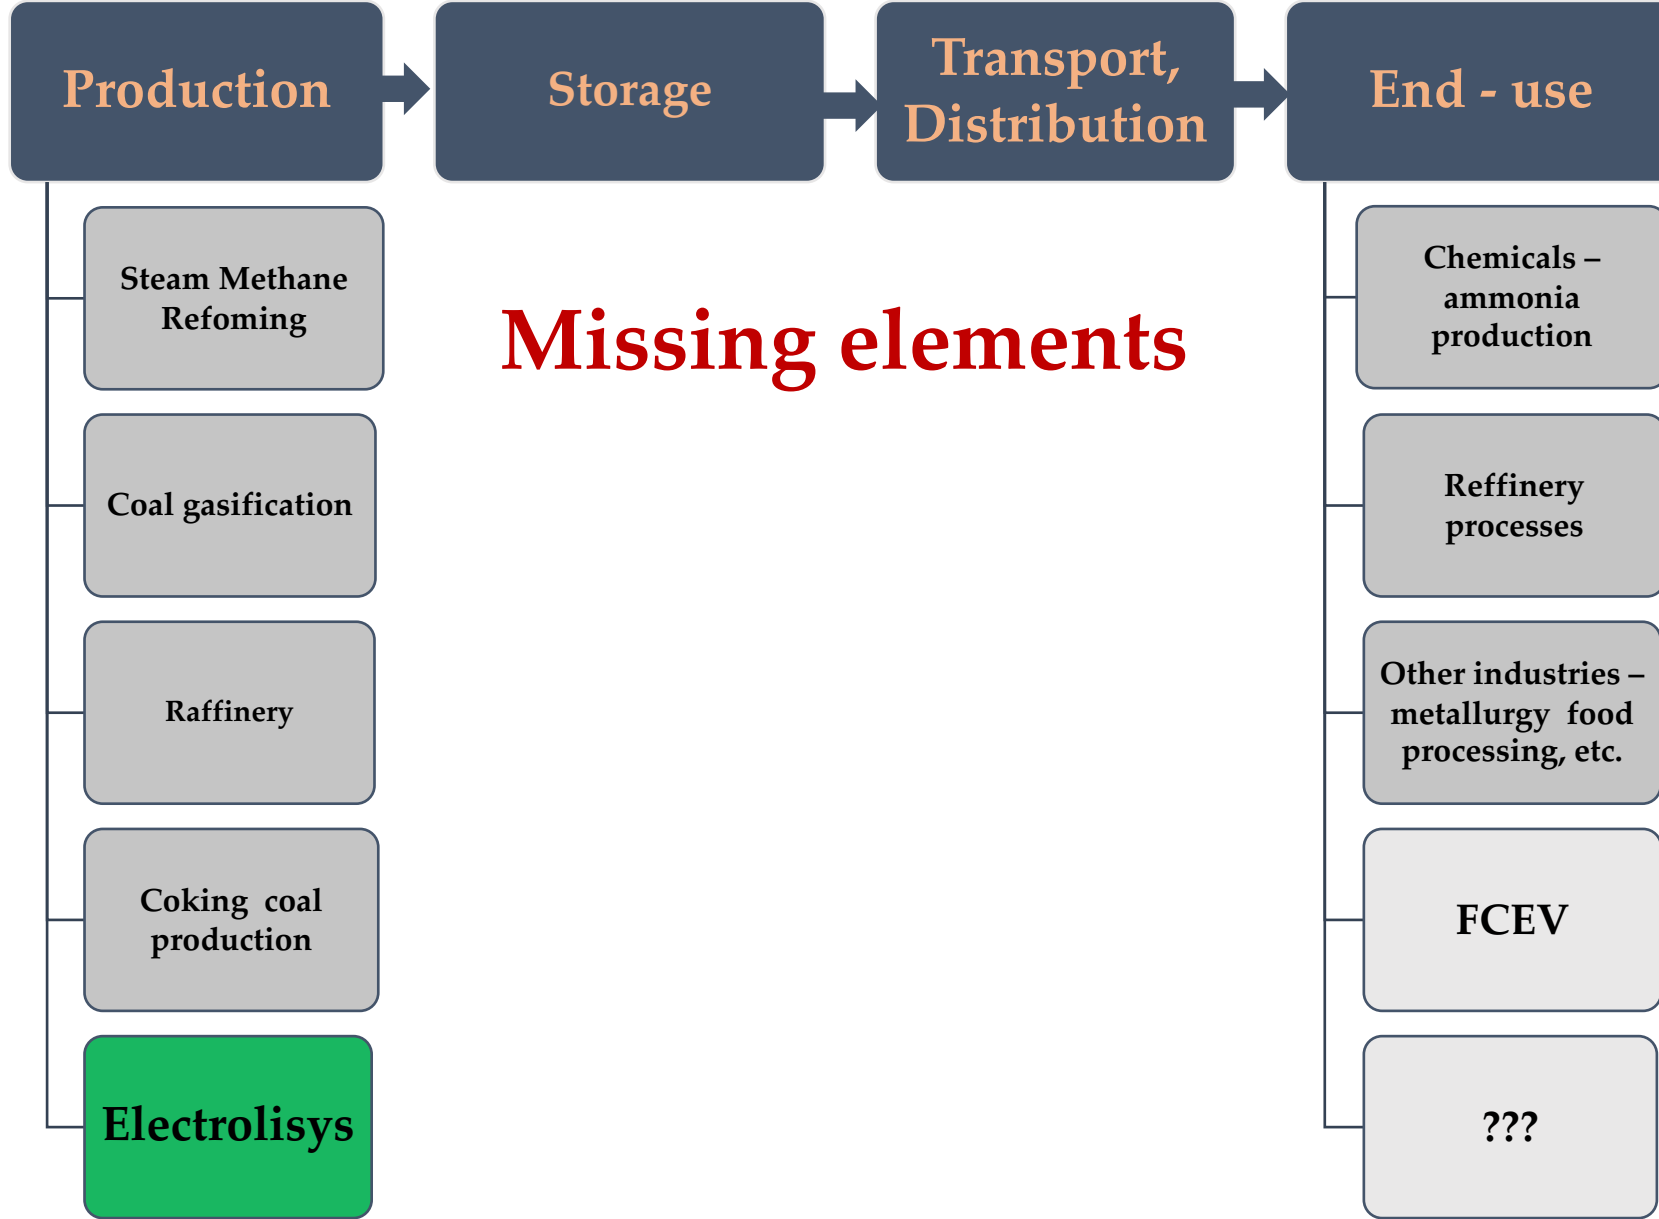 Production
Storage
Transport,
Distribution
End - use
Steam Methane
Refoming
Coal gasification
Raffinery
Coking coal
production
Electrolisys
Missing elements
Chemicals –
ammonia
production
Reffinery
processes
Other industries –
metallurgy food
processing, etc.
FCEV
???